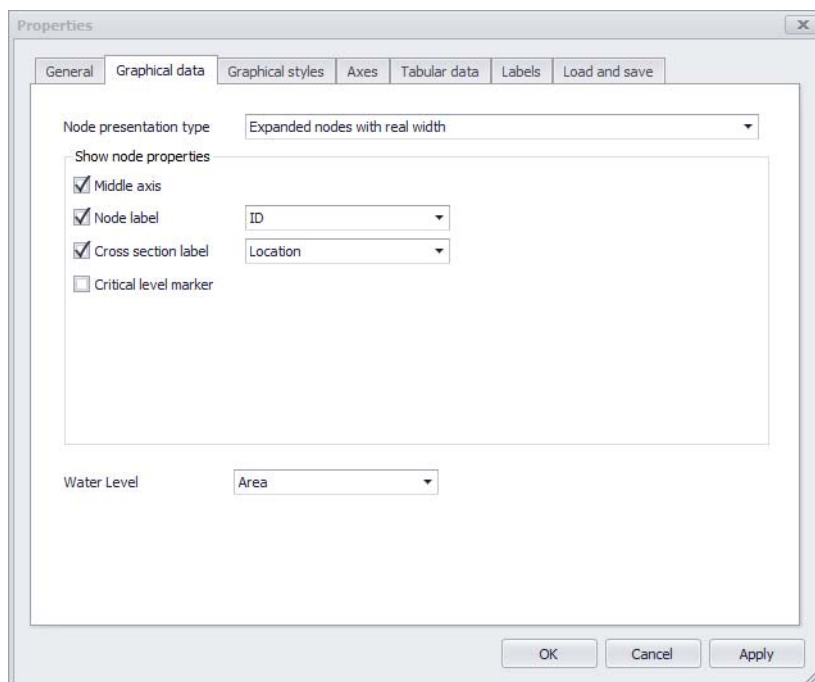 Properties
General Graphical data Graphical styles Axes Tabular data Labels Load and save
Node presentation type Expanded nodes with real width
Show node properties
Middle axis
Node label ID
Cross section label Location
Critical level marker
Water Level Area
OK Cancel Apply